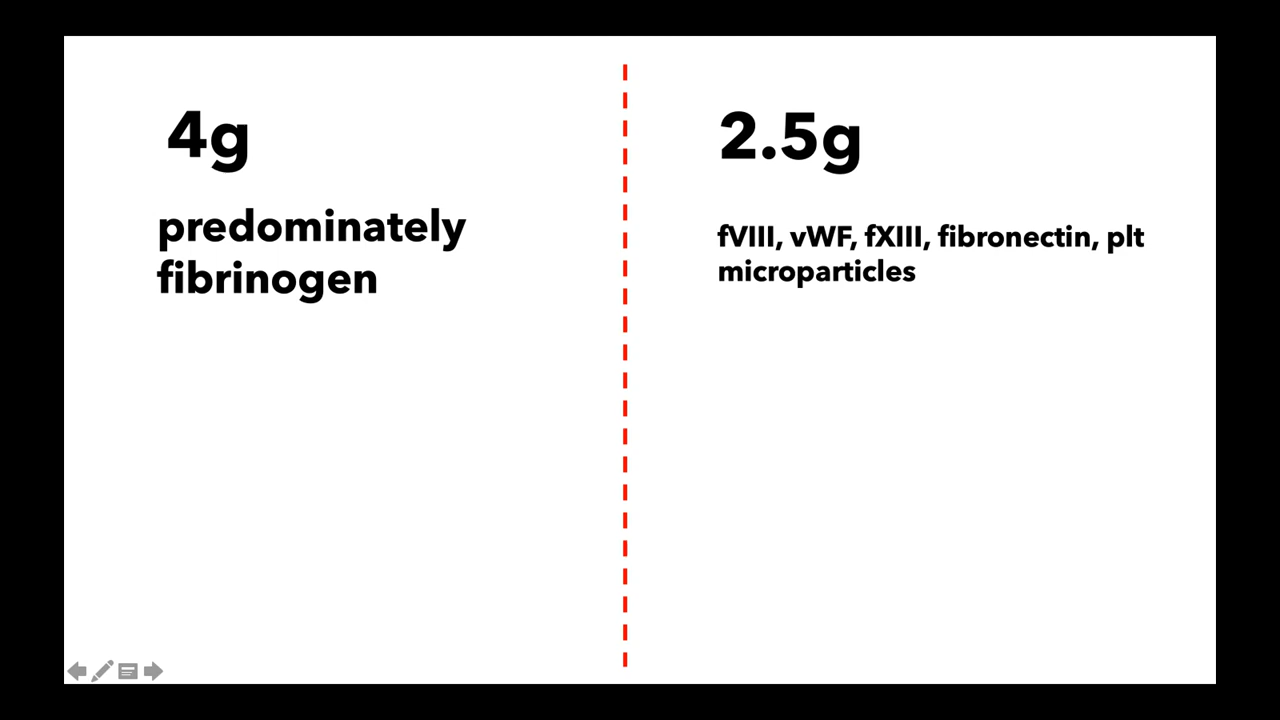 4g
predominately
fibrinogen
2.5g
fVIII, vWF, fXIII, fibronectin, plt
microparticles